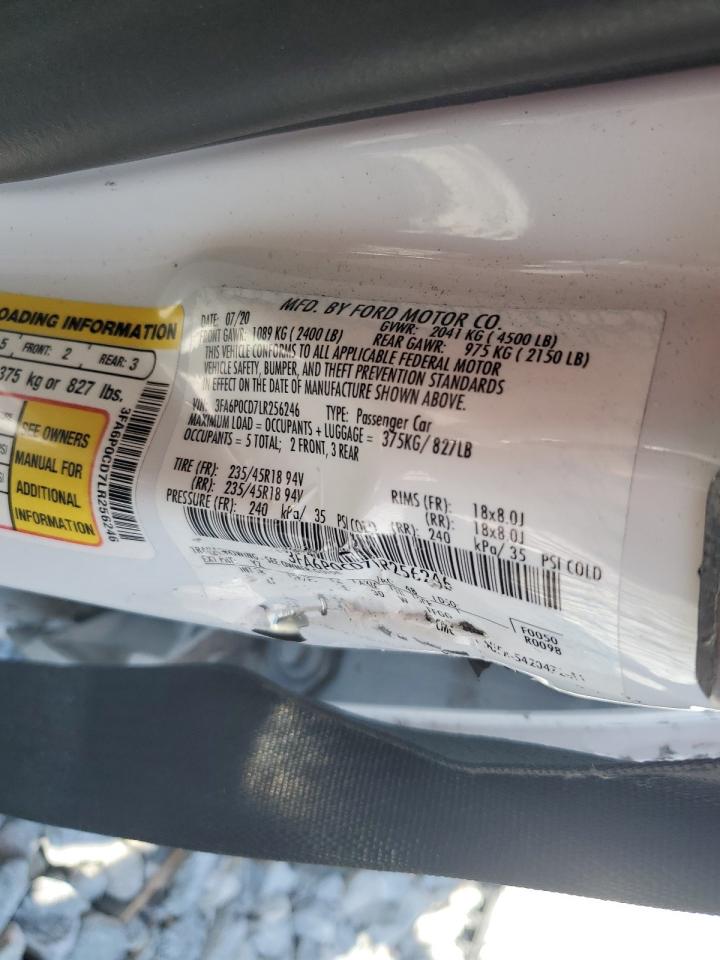 OADING INFORMATION
5 , FRONT: 2 , REAR: 3
375 kg or 827 lbs.
SEE OWNERS
MANUAL FOR
ADDITIONAL
INFORMATION
3FA6P0CD7LR256246
MFD. BY FORD MOTOR CO.
DATE: 07/20 GVWR: 2041 KG ( 4500 LB)
FRONT GAWR: 1089 KG ( 2400 LB) REAR GAWR: 975 KG ( 2150 LB)
THIS VEHICLE CONFORMS TO ALL APPLICABLE FEDERAL MOTOR
VEHICLE SAFETY, BUMPER, AND THEFT PREVENTION STANDARDS
IN EFFECT ON THE DATE OF MANUFACTURE SHOWN ABOVE.
VIN: 3FA6P0CD7LR256246 TYPE: Passenger Car
MAXIMUM LOAD = OCCUPANTS + LUGGAGE = 375KG/ 827LB
OCCUPANTS = 5 TOTAL; 2 FRONT, 3 REAR
TIRE (FR): 235/45R18 94V RIMS (FR): 18x8.0J
(RR): 235/45R18 94V (RR): 18x8.0J
PRESSURE (FR): 240 kPa/ 35 PSI COLD (RR): 240 kPa/ 35 PSI COLD
3FA6P0CD7LR256246
EXT PNT: YZ
F0050
R0098